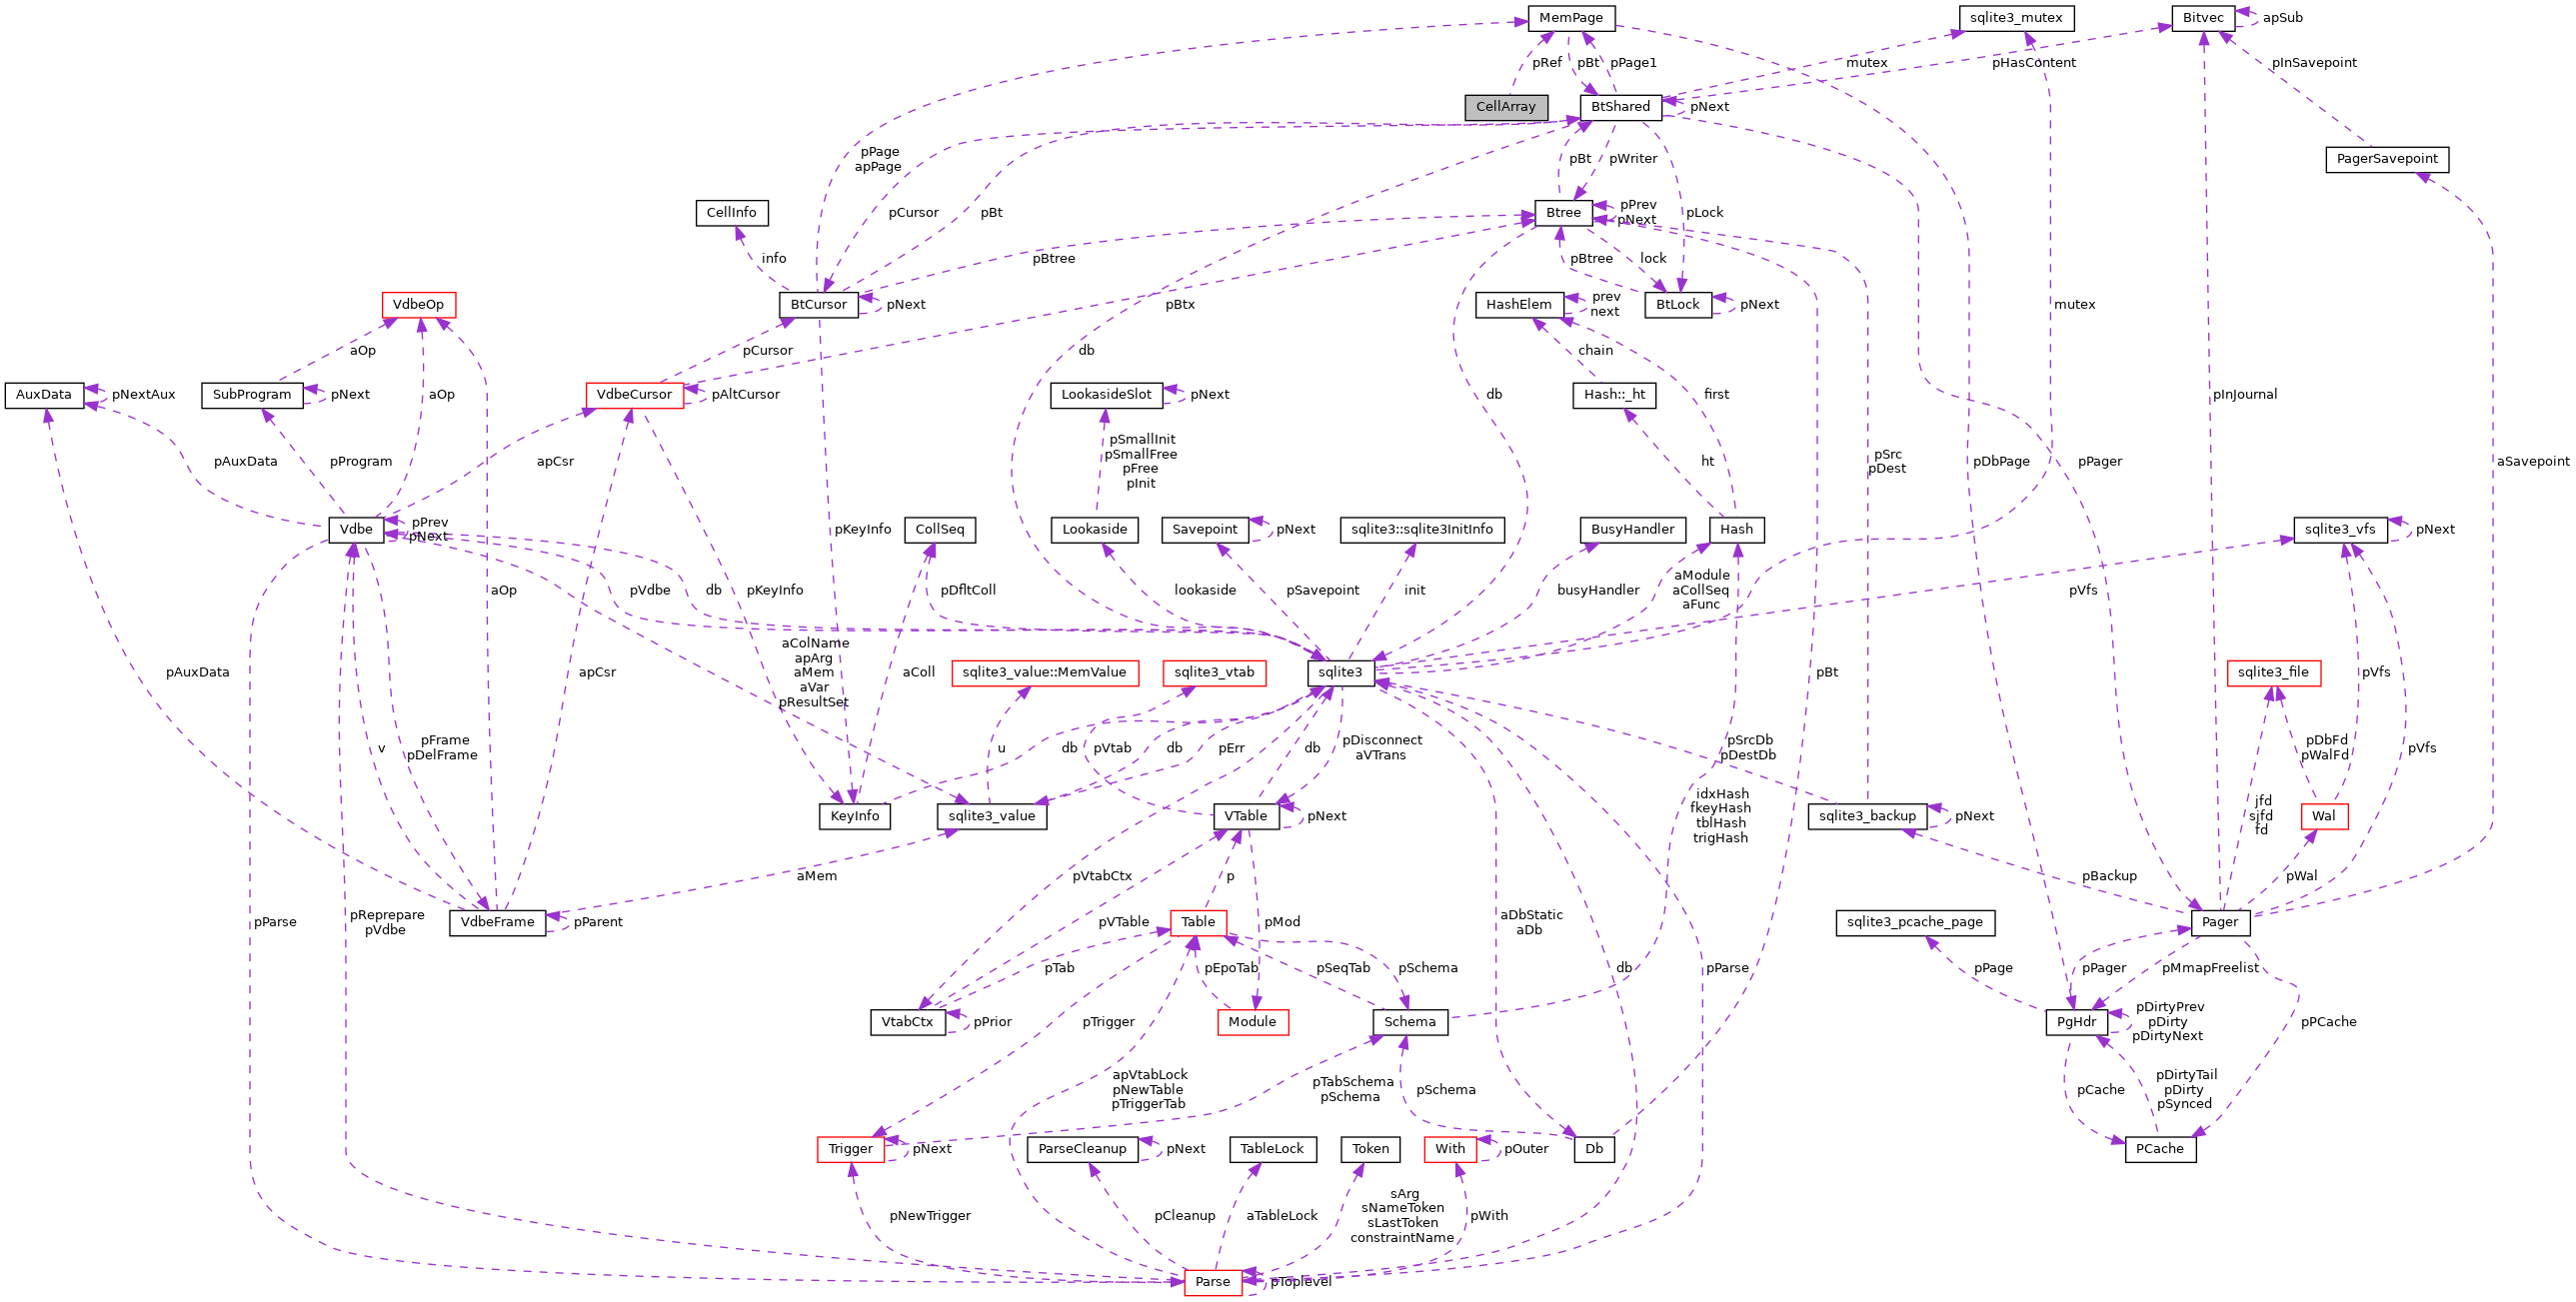 MemPage
sqlite3_mutex
Bitvec
apSub
pRef
pBt
pPage1
mutex
pHasContent
pInSavepoint
CellArray
BtShared
pNext
pPage
apPage
pBt
pWriter
PagerSavepoint
CellInfo
pCursor
pBt
Btree
pPrev
pNext
pLock
info
pBtree
pBtree
lock
VdbeOp
BtCursor
pNext
pBtx
HashElem
prev
next
BtLock
pNext
mutex
aOp
pCursor
db
chain
AuxData
pNextAux
SubProgram
pNext
aOp
VdbeCursor
pAltCursor
LookasideSlot
pNext
db
Hash::_ht
first
pInJournal
pAuxData
pProgram
apCsr
pSmallInit
pSmallFree
pFree
pInit
ht
pSrc
pDest
pDbPage
pPager
aSavepoint
Vdbe
pPrev
pNext
pKeyInfo
CollSeq
Lookaside
Savepoint
pNext
sqlite3::sqlite3InitInfo
BusyHandler
Hash
sqlite3_vfs
pNext
aOp
pVdbe
db
pKeyInfo
pDfltColl
lookaside
pSavepoint
init
busyHandler
aModule
aCollSeq
aFunc
pVfs
pAuxData
apCsr
aColName
apArg
aMem
aVar
pResultSet
aColl
sqlite3_value::MemValue
sqlite3_vtab
sqlite3
pBt
sqlite3_file
pVfs
v
pFrame
pDelFrame
db
pVtab
db
pErr
db
pDisconnect
aVTrans
pSrcDb
pDestDb
pDbFd
pWalFd
pVfs
KeyInfo
sqlite3_value
VTable
pNext
idxHash
fkeyHash
tblHash
trigHash
sqlite3_backup
pNext
jfd
sjfd
fd
Wal
aMem
pVtabCtx
p
pBackup
pWal
pParse
pReprepare
pVdbe
VdbeFrame
pParent
pVTable
Table
pMod
aDbStatic
aDb
sqlite3_pcache_page
Pager
pTab
pEpoTab
pSeqTab
pSchema
db
pParse
pPage
pPager
pMmapFreelist
VtabCtx
pPrior
pTrigger
Module
Schema
PgHdr
pDirtyPrev
pDirty
pDirtyNext
pPCache
apVtabLock
pNewTable
pTriggerTab
pTabSchema
pSchema
pSchema
pCache
pDirtyTail
pDirty
pSynced
Trigger
pNext
ParseCleanup
pNext
TableLock
Token
With
pOuter
Db
PCache
pNewTrigger
pCleanup
aTableLock
sArg
sNameToken
sLastToken
constraintName
pWith
Parse
pToplevel